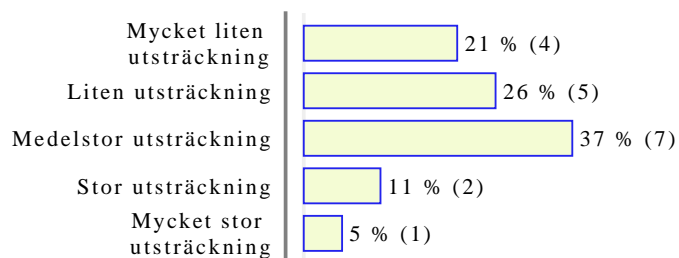 Mycket liten
utsträckning
21 % (4)
Liten utsträckning
26 % (5)
Medelstor utsträckning
37 % (7)
Stor utsträckning
11 % (2)
Mycket stor
utsträckning
5 % (1)